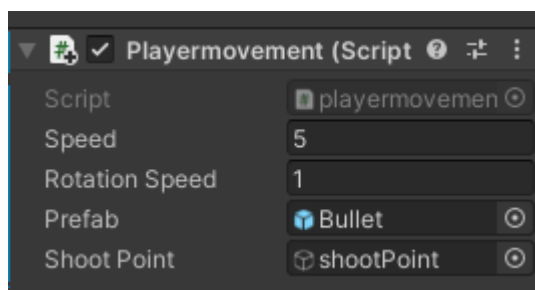 Playermovement (Script
Script playermovemen
Speed 5
Rotation Speed 1
Prefab Bullet
Shoot Point shootPoint